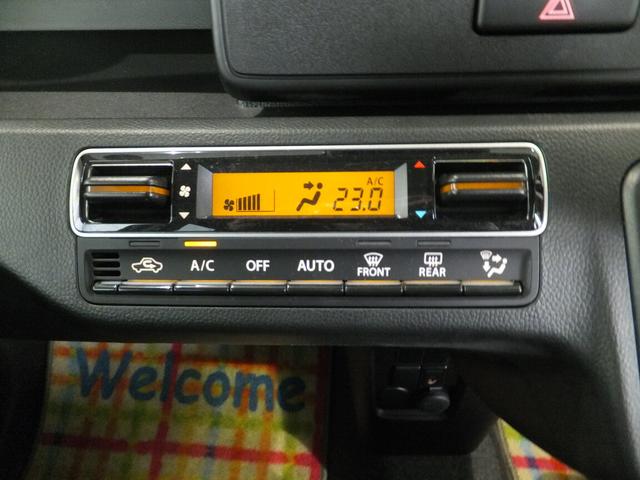 A/C
23.0
A/C
OFF
AUTO
FRONT
REAR
Welcome